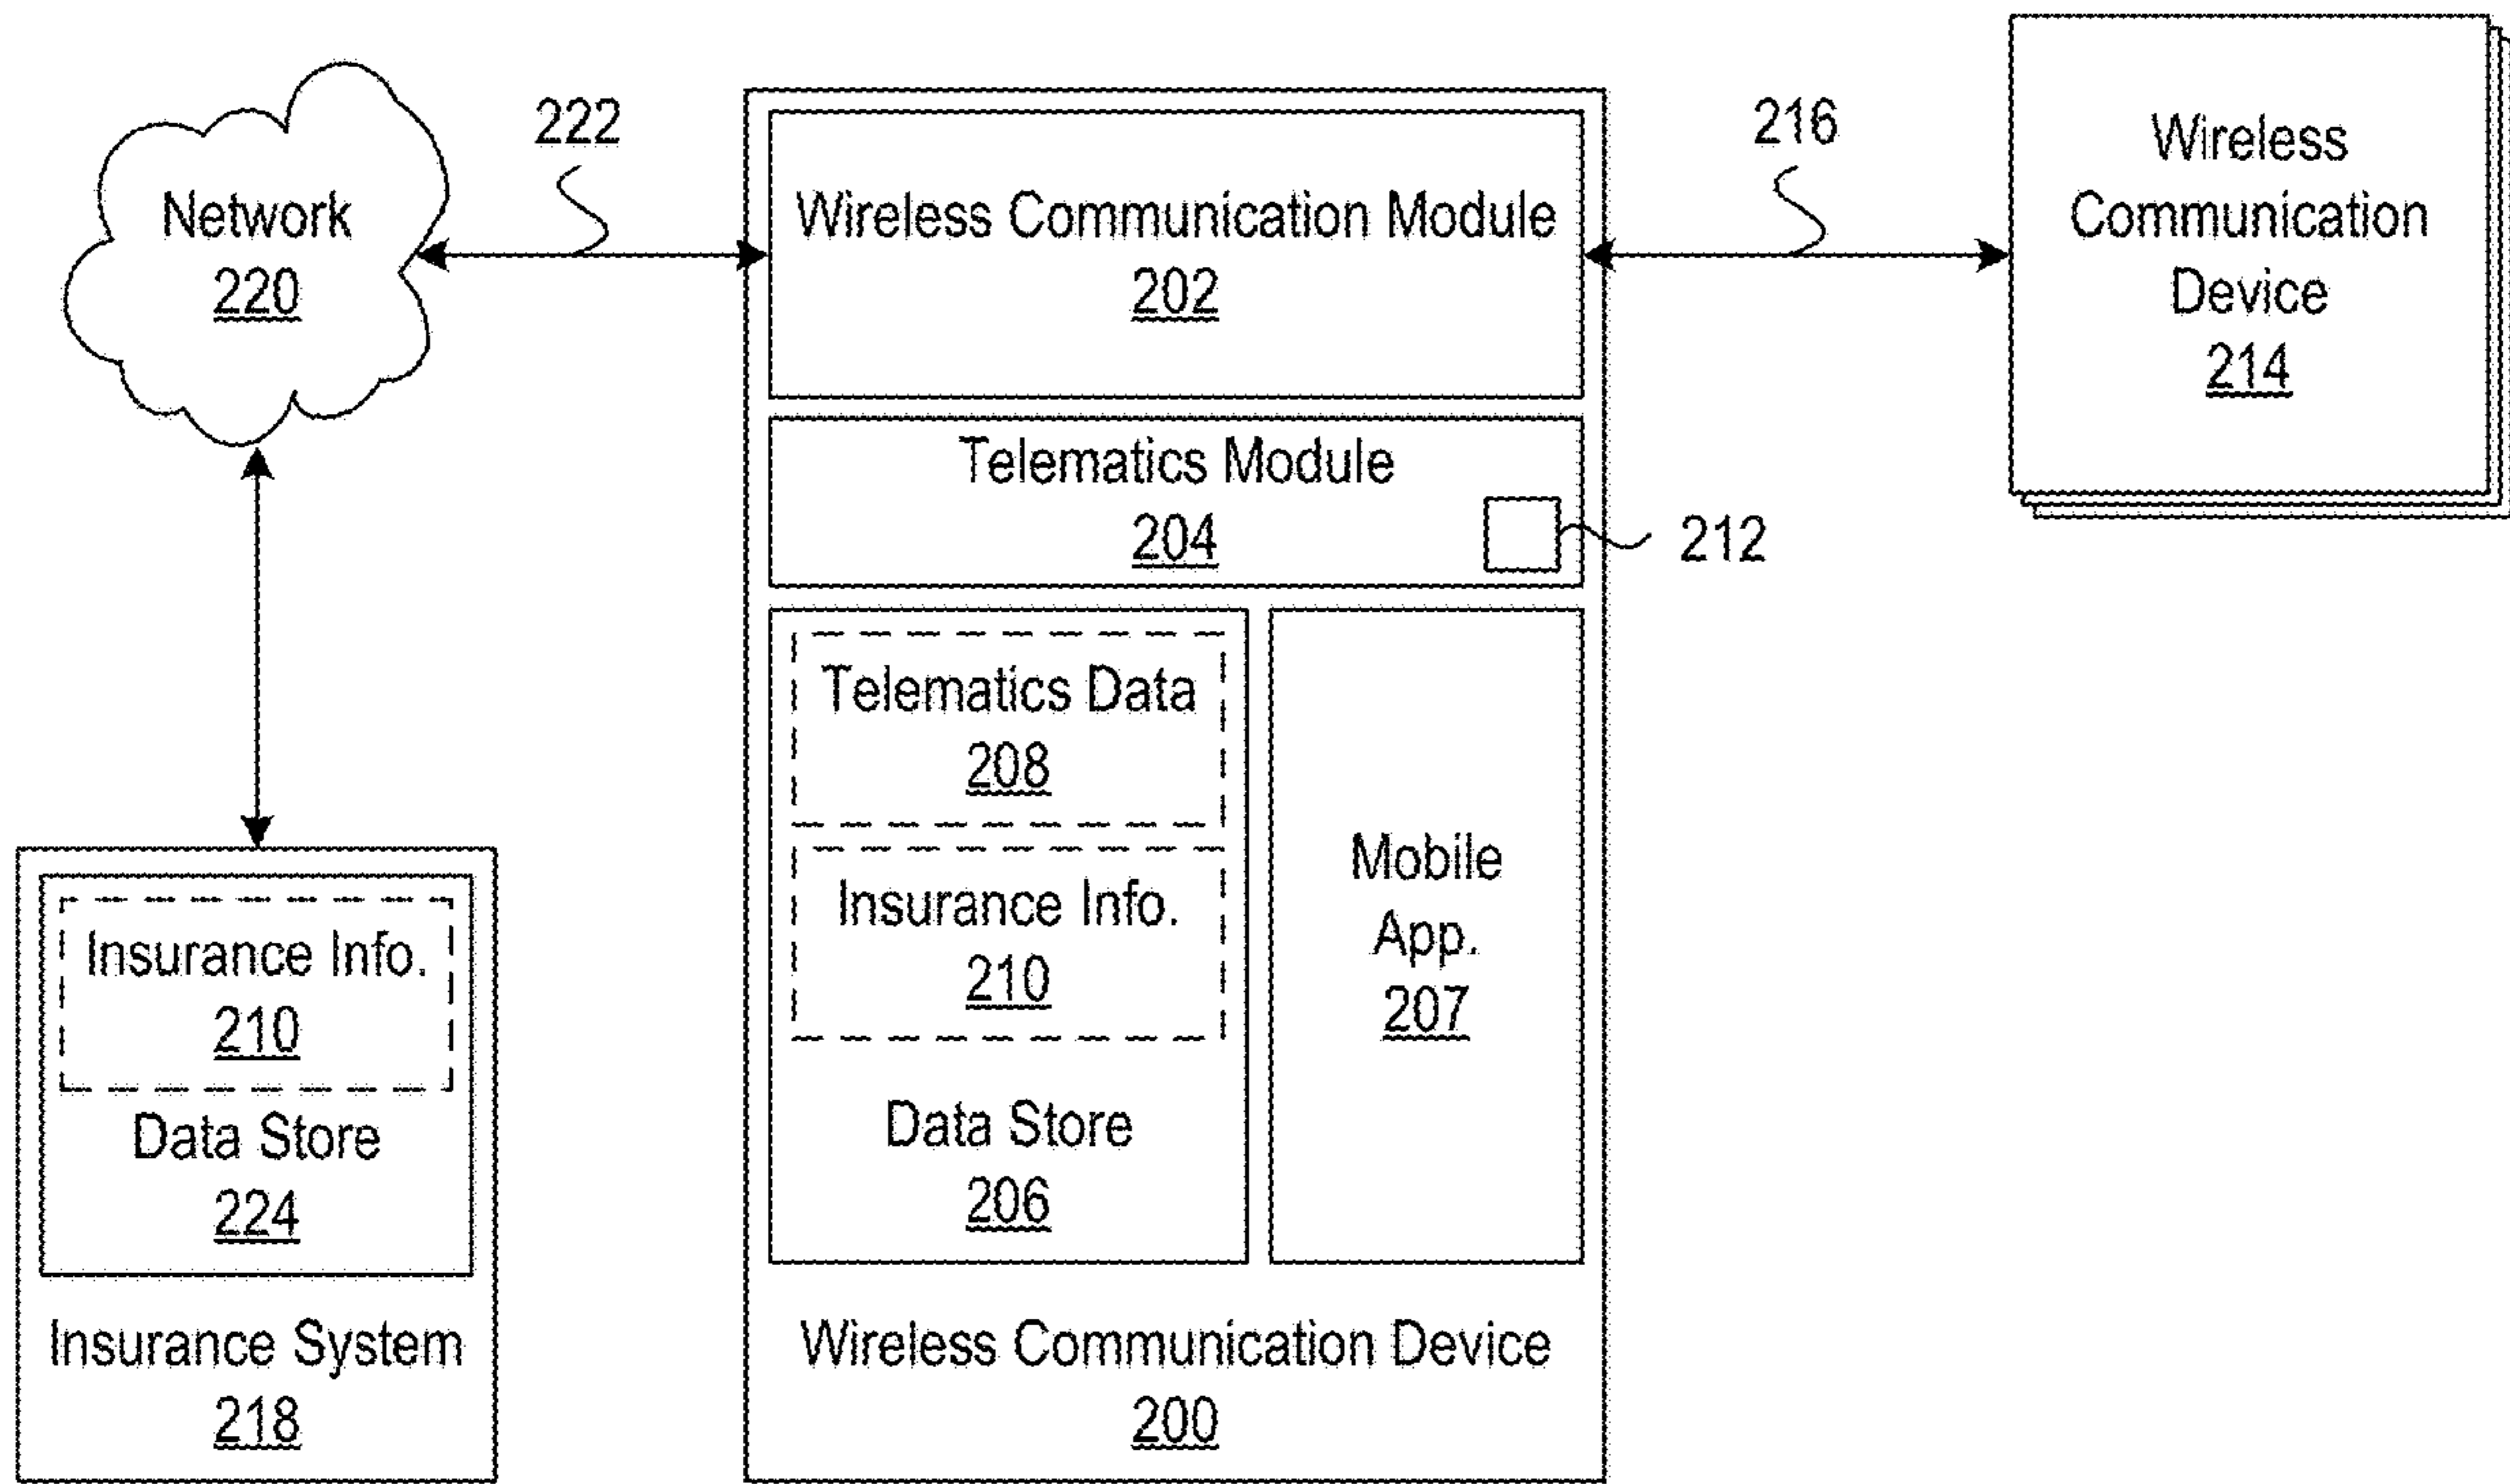 Network
220
222
Wireless Communication Module
202
216
Wireless
Communication
Device
214
Telematics Module
204
212
Telematics Data
208
Insurance Info.
210
Data Store
206
Mobile
App.
207
Wireless Communication Device
200
Insurance Info.
210
Data Store
224
Insurance System
218